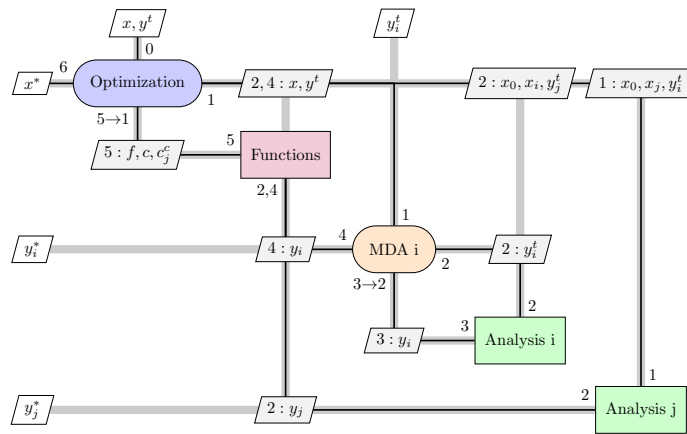 x, y^t
y_i^t
0
x*
6
Optimization
1
2, 4 : x, y^t
2 : x_0, x_i, y_j^t
1 : x_0, x_j, y_i^t
5→1
5 : f, c, c_j^c
5
Functions
2,4
1
y_i^*
4 : y_i
4
MDA i
2
2 : y_i^t
3→2
2
3 : y_i
3
Analysis i
1
y_j^*
2 : y_j
2
Analysis j